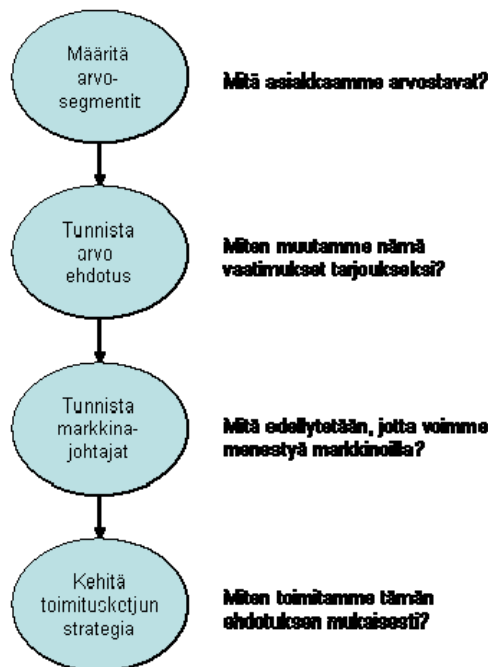 Määritä
arvo-
segmentit
Mitä asiakkaamme arvostavat?
Tunnista
arvo
ehdotus
Miten muutamme nämä
vaatimukset tarjoukseksi?
Tunnista
markkina-
johtajat
Mitä edellytetään, jotta voimme
menestyä markkinoilla?
Kehitä
toimitusketjun
strategia
Miten toimitamme tämän
ehdotuksen mukaisesti?